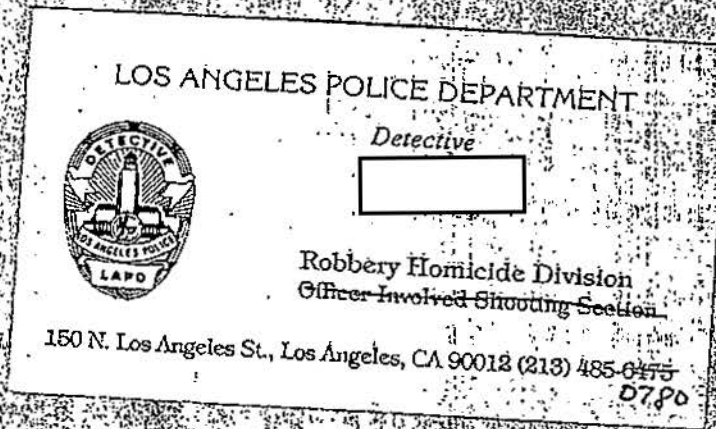 LOS ANGELES POLICE DEPARTMENT
Detective
DETECTIVE
LOS ANGELES POLICE
LAPD
Robbery Homicide Division
Officer Involved Shooting Section
150 N. Los Angeles St., Los Angeles, CA 90012 (213) 485-6475
0780